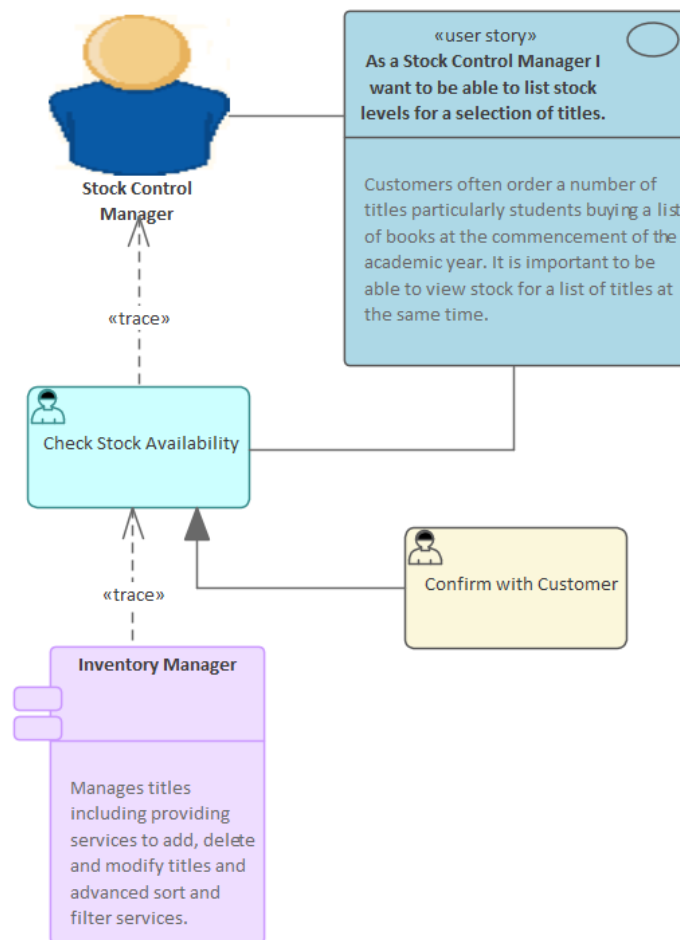 «user story»
As a Stock Control Manager I
want to be able to list stock
levels for a selection of titles.
Customers often order a number of
titles particularly students buying a list
of books at the commencement of the
academic year. It is important to be
able to view stock for a list of titles at
the same time.
Stock Control
Manager
«trace»
Check Stock Availability
Confirm with Customer
«trace»
Inventory Manager
Manages titles
including providing
services to add, delete
and modify titles and
advanced sort and
filter services.